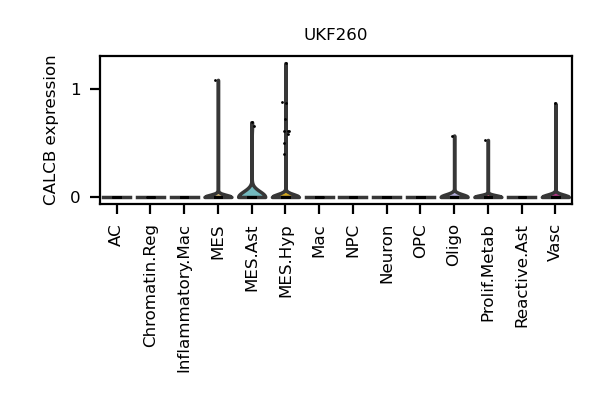 UKF260
CALCB expression
1
0
AC
Chromatin.Reg
Inflammatory.Mac
MES
MES.Ast
MES.Hyp
Mac
NPC
Neuron
OPC
Oligo
Prolif.Metab
Reactive.Ast
Vasc